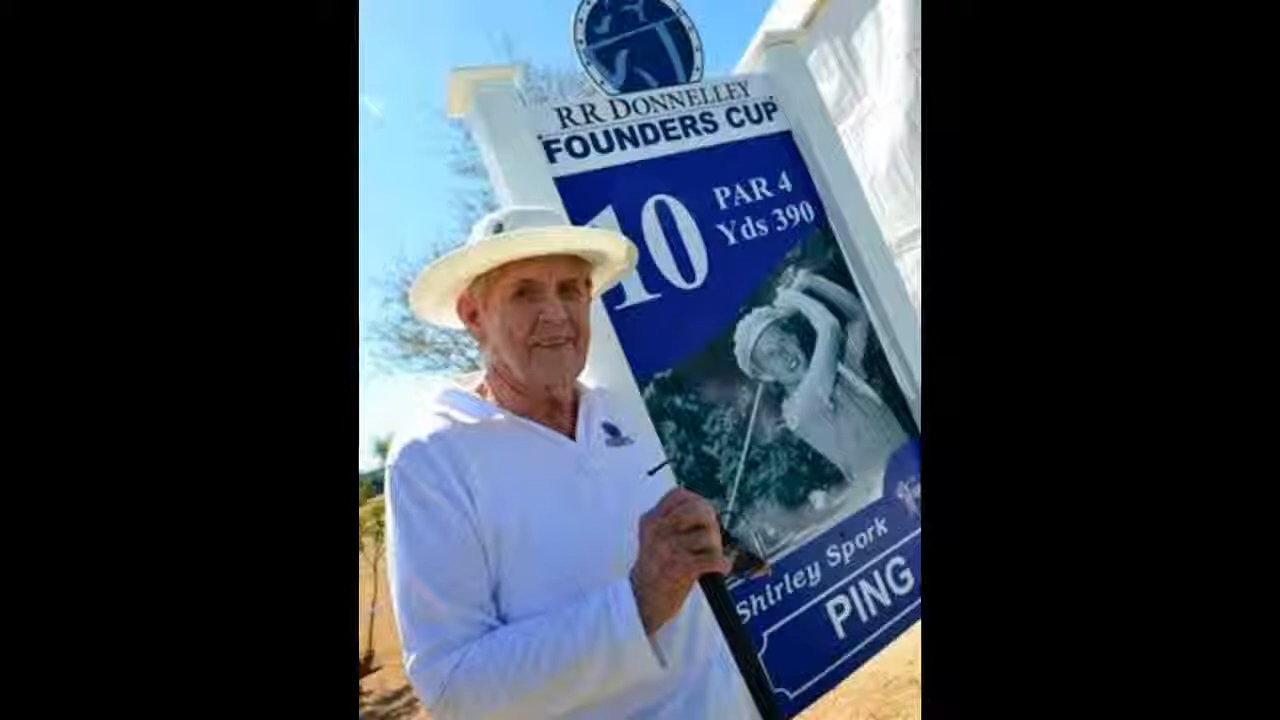 RR DONNELLEY
FOUNDERS CUP
10
PAR 4
Yds 390
Shirley Spork
PING